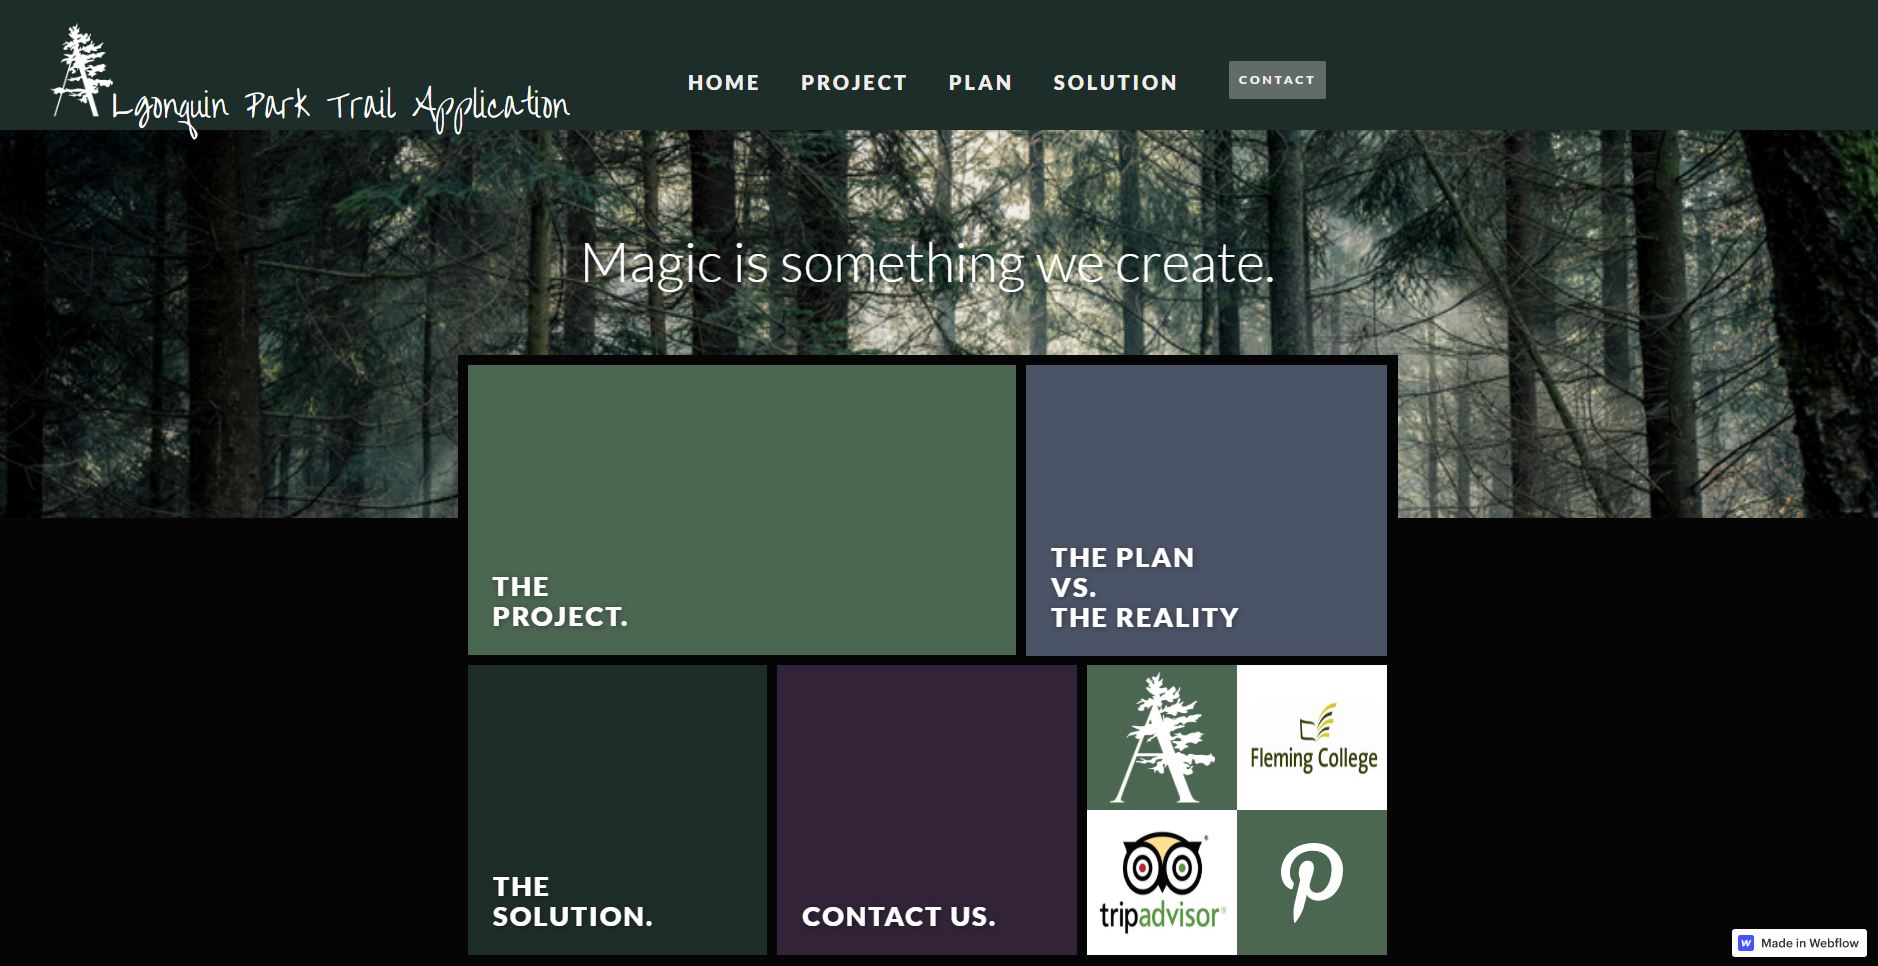 ALgonquin Park Trail Application
HOME PROJECT PLAN SOLUTION CONTACT
Magic is something we create.
THE
PROJECT.
THE PLAN
VS.
THE REALITY
THE
SOLUTION.
CONTACT US.
A
Fleming College
tripadvisor®
Made in Webflow